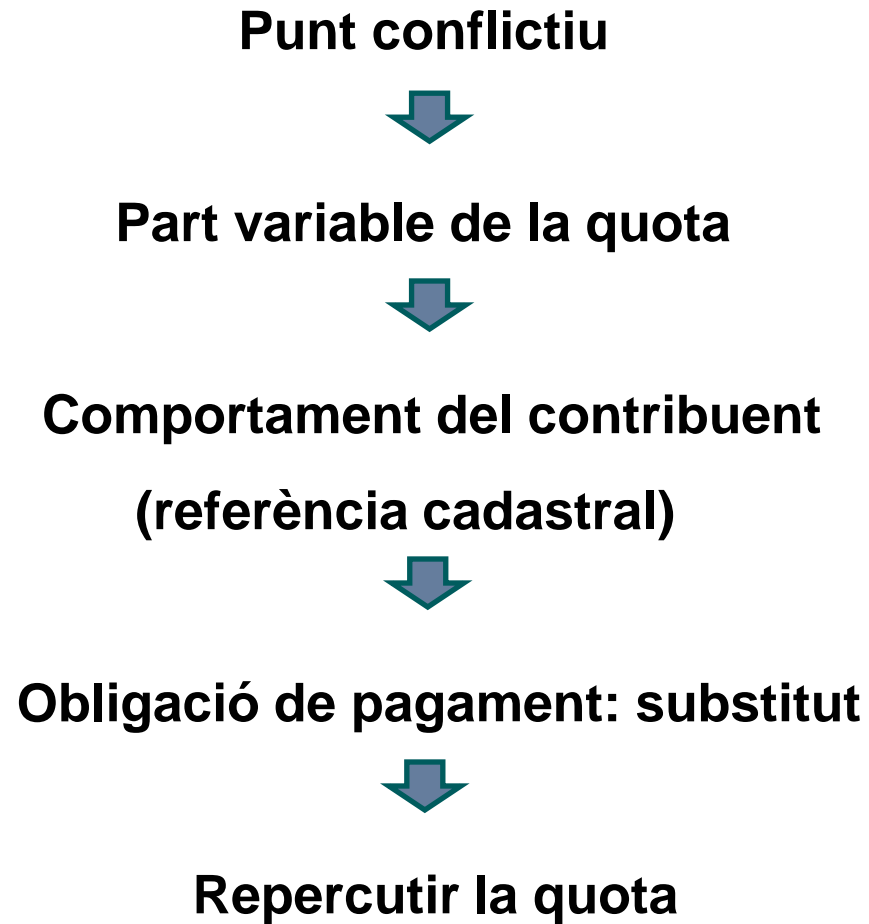 Punt conflictiu
Part variable de la quota
Comportament del contribuent
(referència cadastral)
Obligació de pagament: substitut
Repercutir la quota